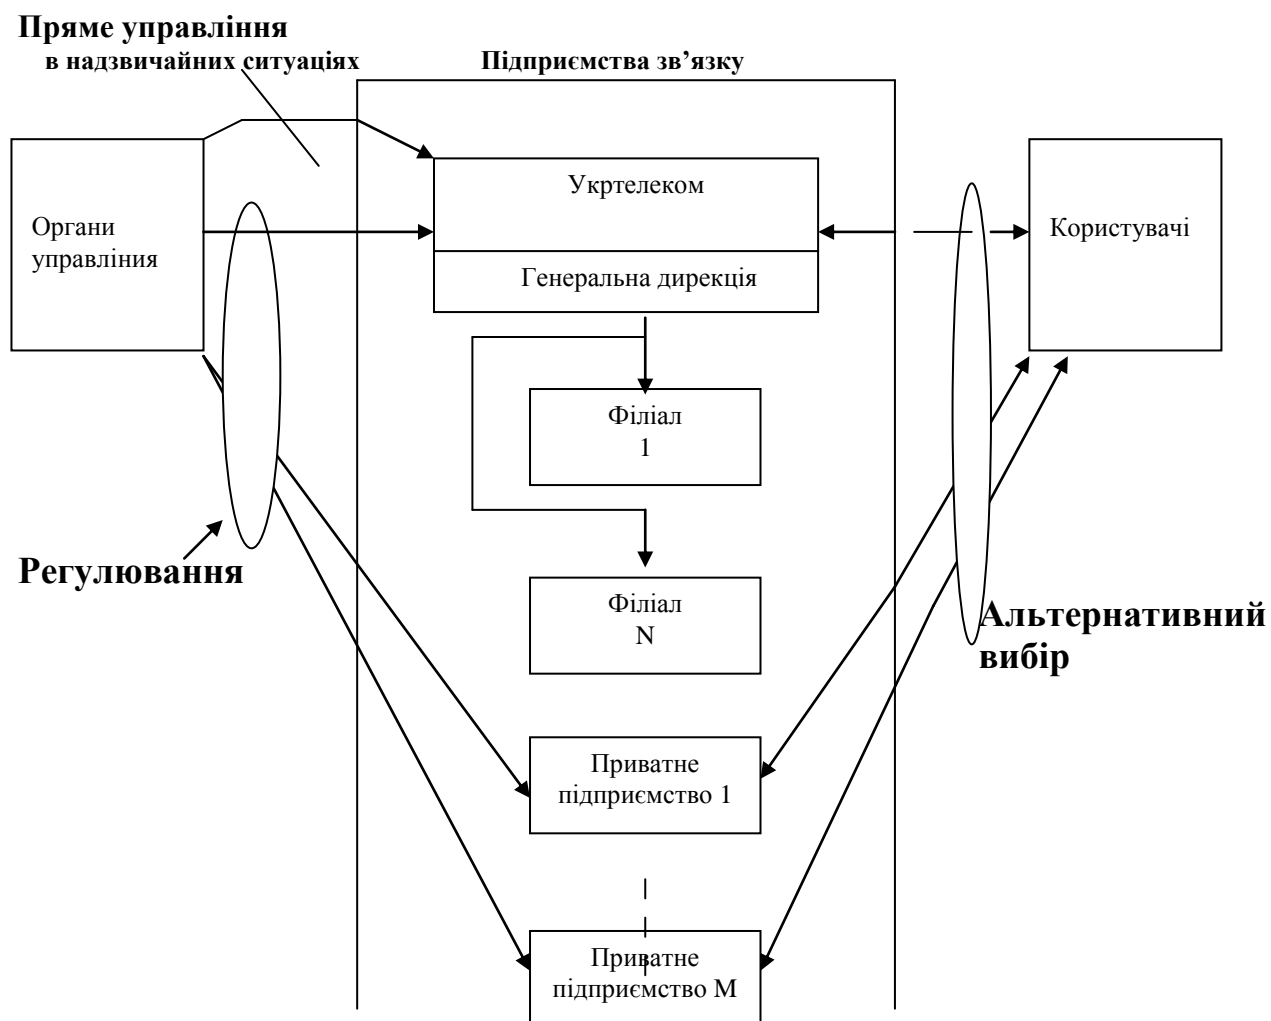 Пряме управління
в надзвичайних ситуаціях
Підприємства зв’язку
Органи
управлiния
Укртелеком
Генеральна дирекція
Користувачі
Філіал
1
Філіал
N
Регулювання
Альтернативний
вибір
Приватне
підприємство 1
Приватне
підприємство М